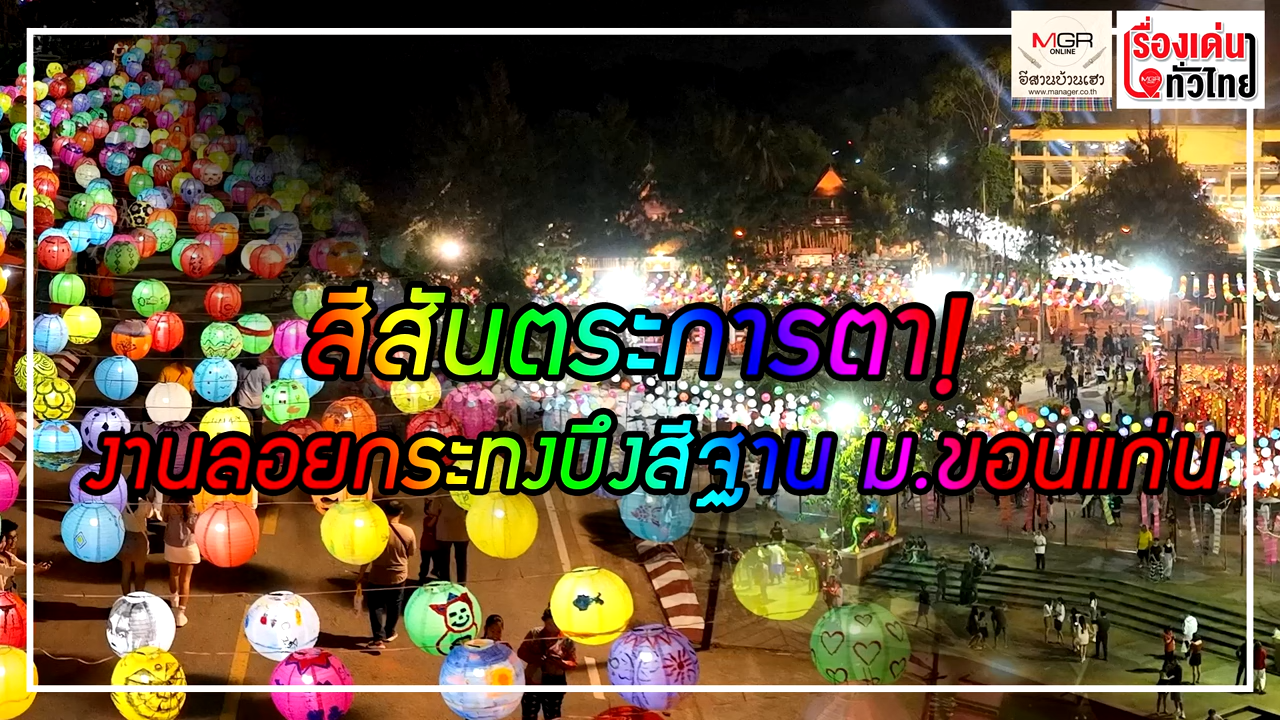 MGR
ONLINE
อีสานบ้านเฮา
www.manager.co.th
เรื่องเด่น
MGR
ทั่วไทย
สีสันตระการตา!
งานลอยกระทงบึงสีฐาน ม.ขอนแก่น